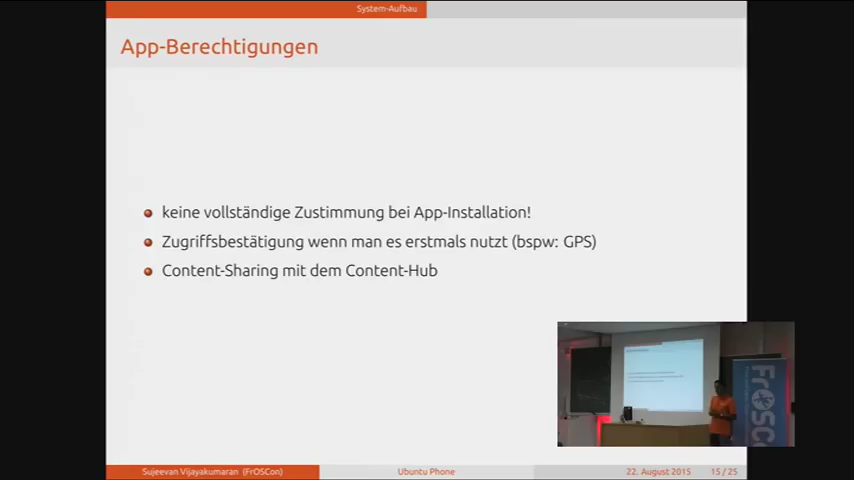 System-Aufbau
App-Berechtigungen
keine vollständige Zustimmung bei App-Installation!
Zugriffsbestätigung wenn man es erstmals nutzt (bspw: GPS)
Content-Sharing mit dem Content-Hub
FrOSCon
Sujeevan Vijayakumaran (FrOSCon)
Ubuntu Phone
22. August 2015
15 / 25